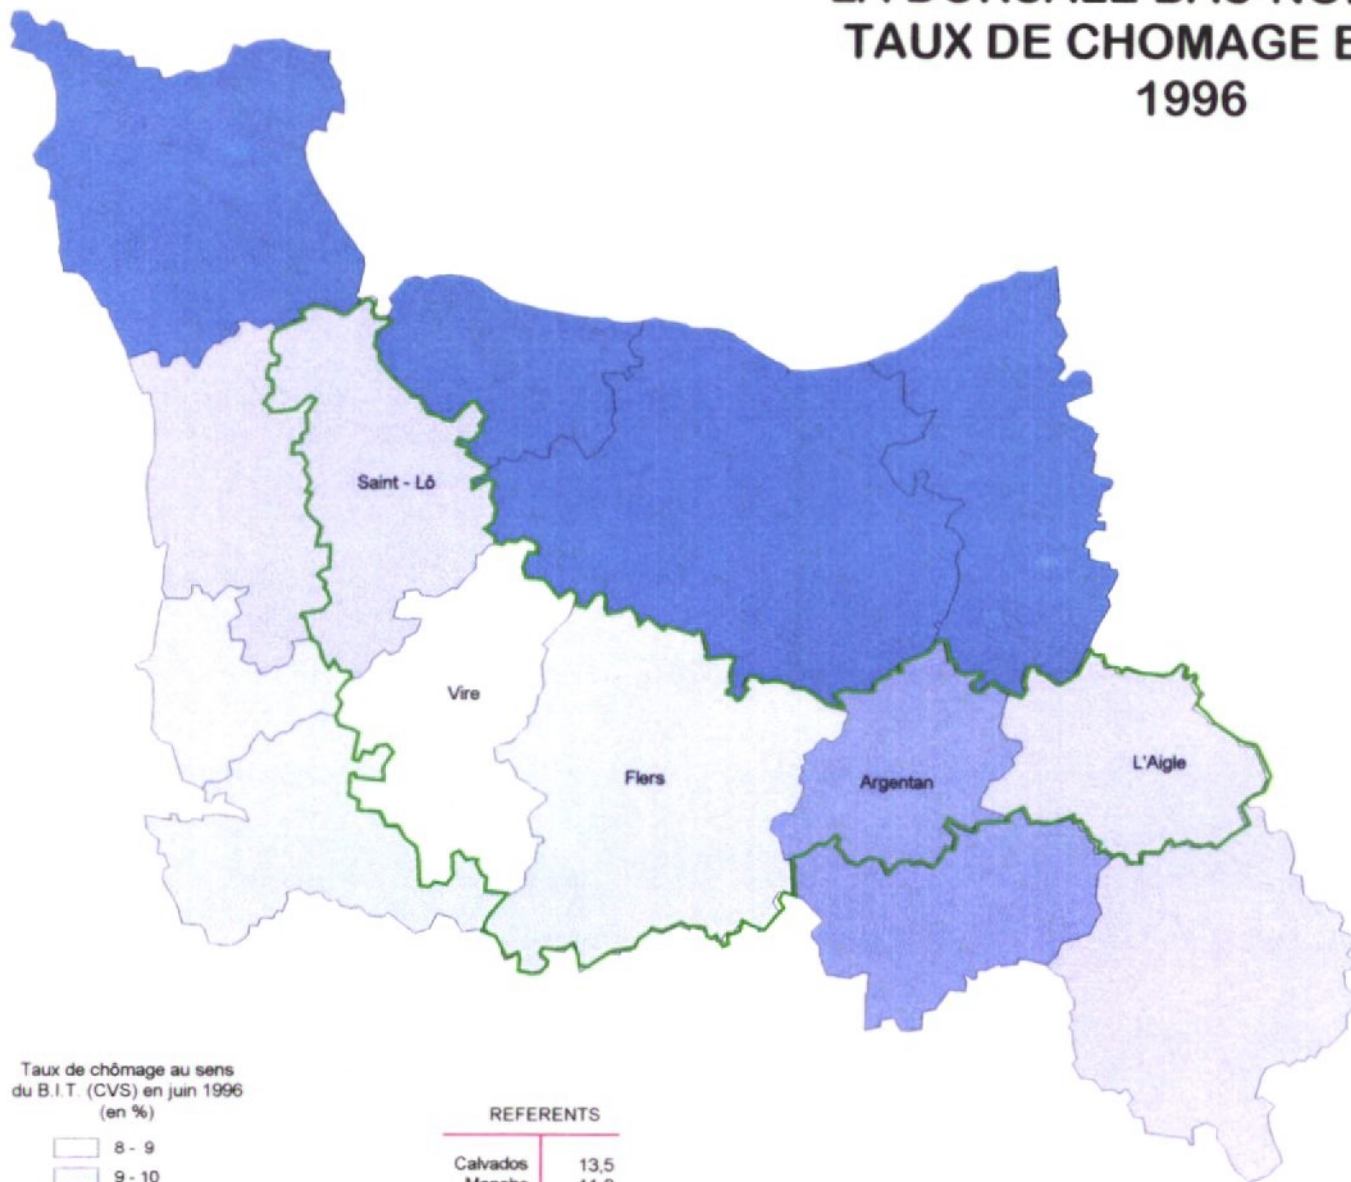 TAUX DE CHOMAGE
1996
Saint - Lô
Vire
Flers
Argentan
L'Aigle
Taux de chômage au sens
du B.I.T. (CVS) en juin 1996
(en %)
8 - 9
9 - 10
REFERENTS
Calvados 13,5